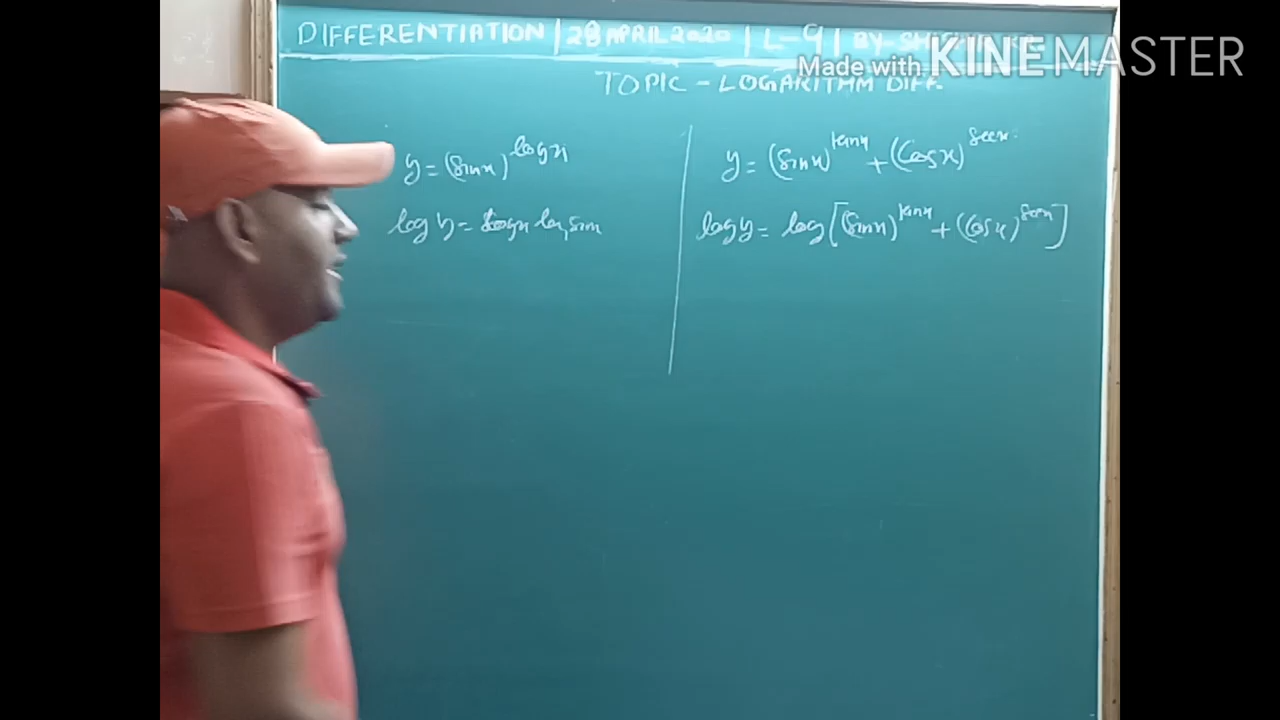 DIFFERENTIATION | 28 APRIL 2020 | L-9 | BY-
Made with KINEMASTER
TOPIC - LOGARITHM DIFF.
y = (Sinx)^logx
log y = logx log Sinx
y = (Sinx)^tanx + (Cosx)^Secx
log y = log [(Sinx)^tanx + (Cosx)^Secx]